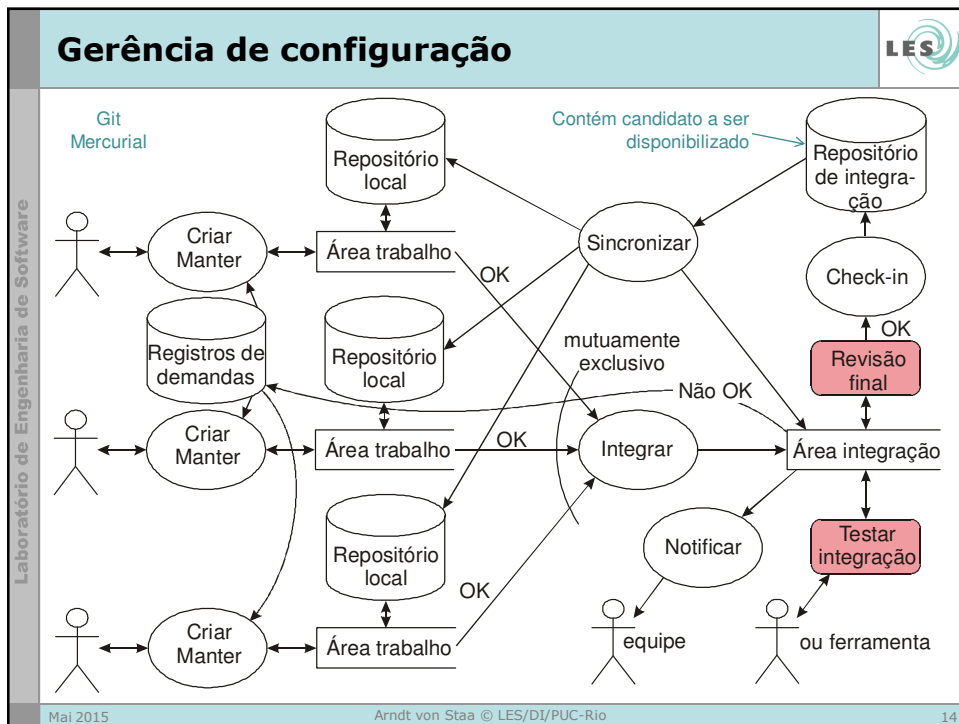 Gerência de configuração
LES
Laboratório de Engenharia de Software
Git
Mercurial
Contém candidato a ser
disponibilizado
Repositório
local
Repositório
de integra-
ção
Criar
Manter
Área trabalho
Sincronizar
OK
Check-in
Registros de
demandas
Repositório
local
mutuamente
exclusivo
OK
Revisão
final
Não OK
Criar
Manter
Área trabalho
OK
Integrar
Área integração
Repositório
local
Notificar
Testar
integração
OK
Criar
Manter
Área trabalho
equipe
ou ferramenta
Mai 2015
Arndt von Staa © LES/DI/PUC-Rio
14